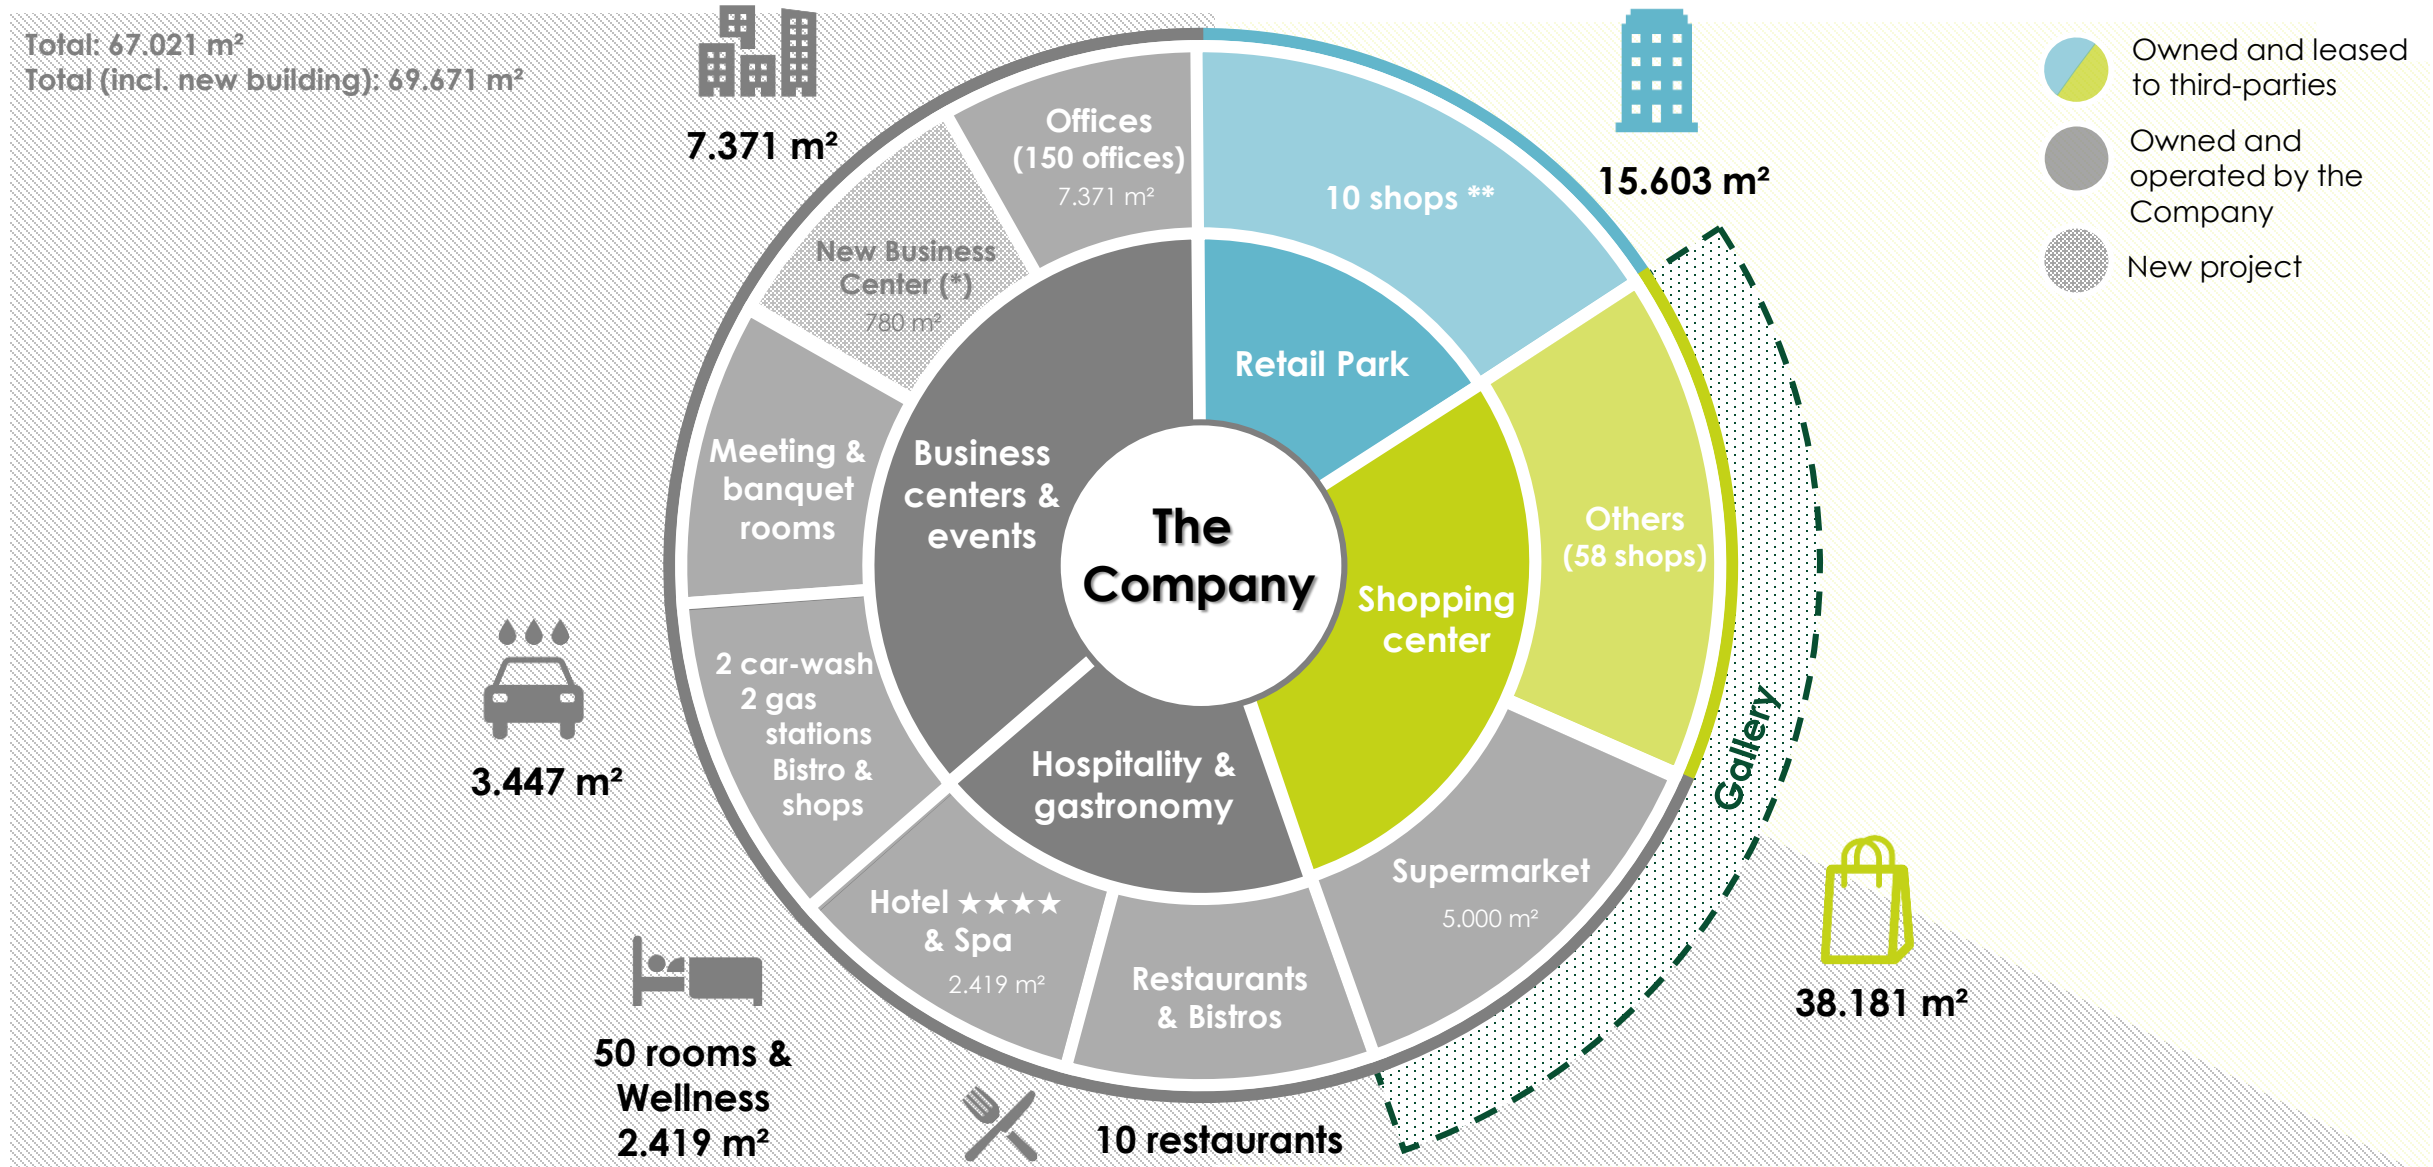 Total: 67.021 m²
Total (incl. new building): 69.671 m²
7.371 m²
15.603 m²
Owned and leased
to third-parties
Owned and
operated by the
Company
New project
Offices
(150 offices)
7.371 m²
10 shops **
New Business
Center (*)
780 m²
Retail Park
Meeting &
banquet
rooms
Business
centers &
events
The
Company
Others
(58 shops)
Shopping
center
2 car-wash
2 gas
stations
Bistro &
shops
3.447 m²
Hospitality &
gastronomy
Gallery
Supermarket
5.000 m²
Hotel ★★★★
& Spa
2.419 m²
Restaurants
& Bistros
38.181 m²
50 rooms &
Wellness
2.419 m²
10 restaurants